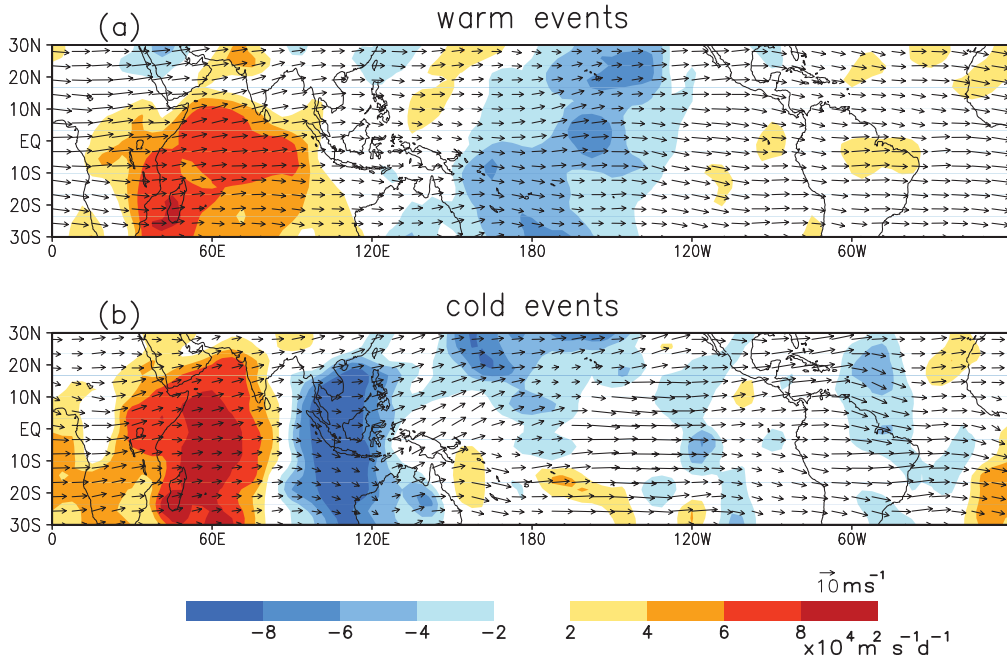 (a) warm events
30N
20N
10N
EQ
10S
20S
30S
0 60E 120E 180 120W 60W
(b) cold events
30N
20N
10N
EQ
10S
20S
30S
0 60E 120E 180 120W 60W
10 ms⁻¹
-8 -6 -4 -2 2 4 6 8
x10⁴m² s⁻¹d⁻¹